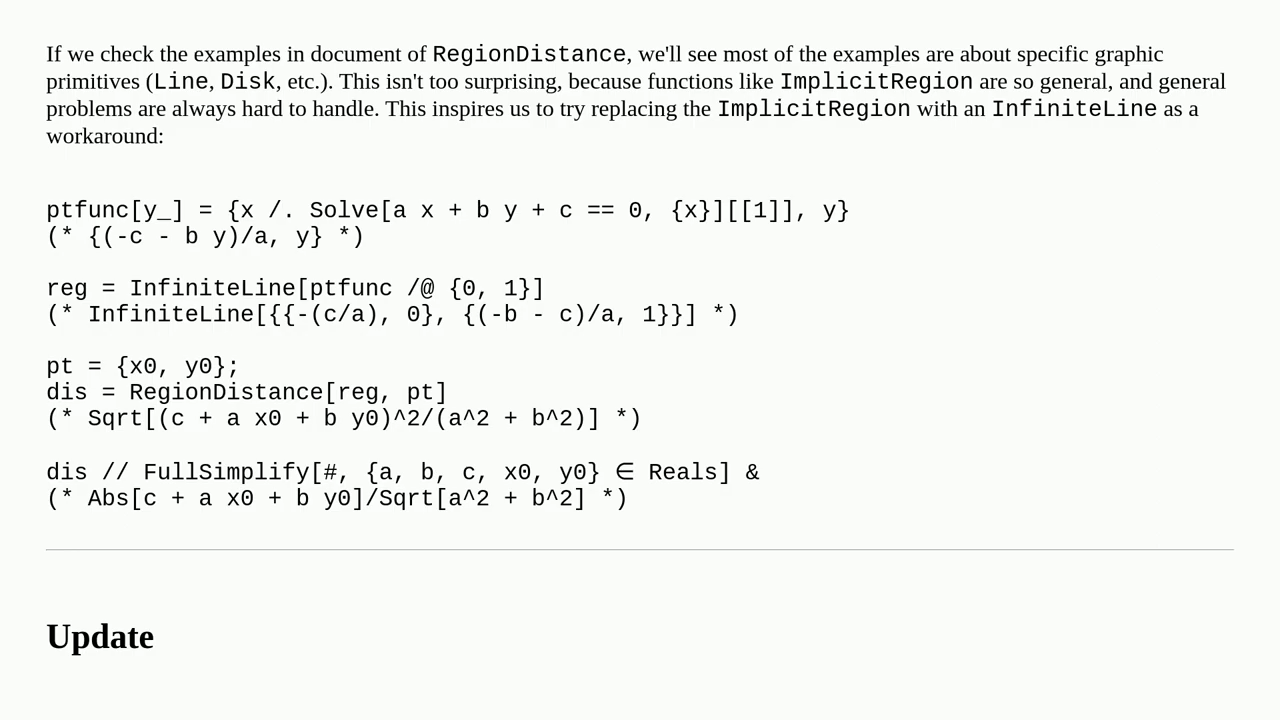 If we check the examples in document of RegionDistance, we'll see most of the examples are about specific graphic
primitives (Line, Disk, etc.). This isn't too surprising, because functions like ImplicitRegion are so general, and general
problems are always hard to handle. This inspires us to try replacing the ImplicitRegion with an InfiniteLine as a
workaround:
ptfunc[y_] = {x /. Solve[a x + b y + c == 0, {x}][[1]], y}
(* {(-c - b y)/a, y} *)
reg = InfiniteLine[ptfunc /@ {0, 1}]
(* InfiniteLine[{{-(c/a), 0}, {(-b - c)/a, 1}}] *)
pt = {x0, y0};
dis = RegionDistance[reg, pt]
(* Sqrt[(c + a x0 + b y0)^2/(a^2 + b^2)] *)
dis // FullSimplify[#, {a, b, c, x0, y0} ∈ Reals] &
(* Abs[c + a x0 + b y0]/Sqrt[a^2 + b^2] *)
Update